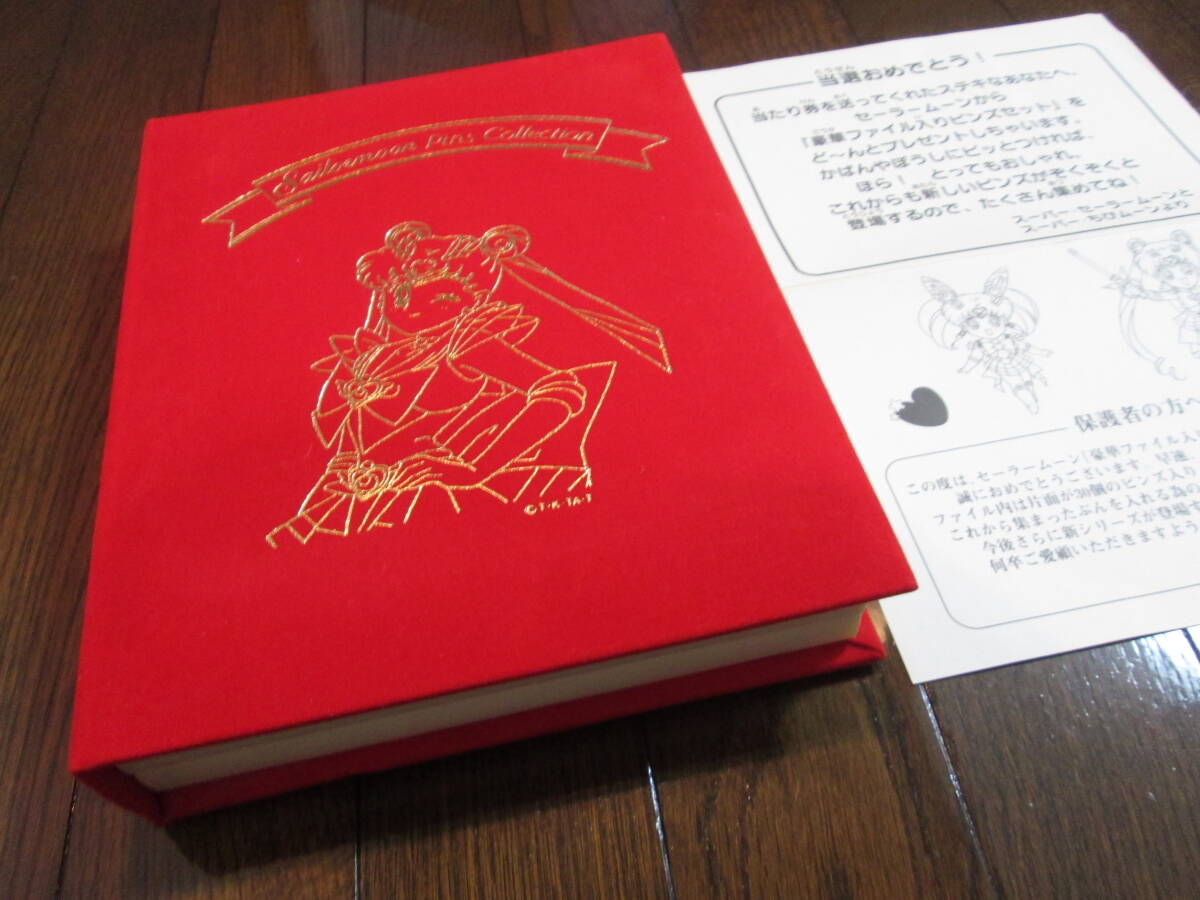 Sailormoon Pins Collection
©T・K・TA・T
とうせん
当選おめでとう！
当たり券を送ってくれたステキなあなたへ、
セーラームーンから
『豪華ファイル入りピンズセット』を
ど〜んとプレゼントしちゃいます。
かばんやぼうしにピッとつければ、
ほら！ とってもおしゃれ。
これからも新しいピンズがぞくぞくと
登場するので、たくさん集めてね！
スーパー セーラームーンと
スーパー ちびムーンより
保護者の方へ
この度は、セーラームーン「豪華ファイル入
誠におめでとうございます。早速
ファイル内は片面が30個のピンズ入り
これから集まったぶんを入れる為の
今後さらに新シリーズが登場
何卒ご愛顧いただきますよう